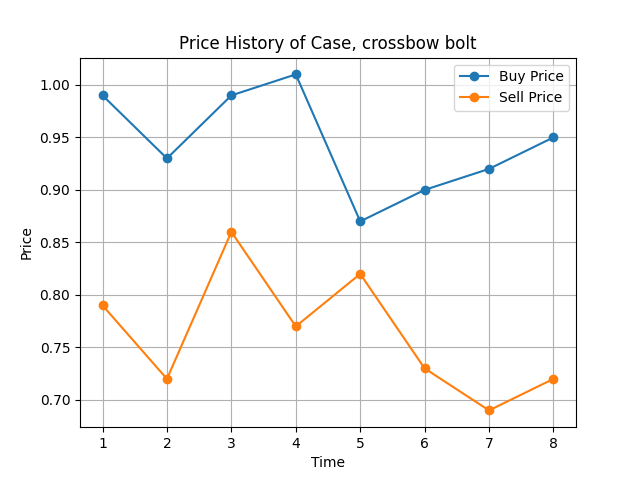 Price History of Case, crossbow bolt
Buy Price
Sell Price
Price
1.00
0.95
0.90
0.85
0.80
0.75
0.70
1 2 3 4 5 6 7 8
Time